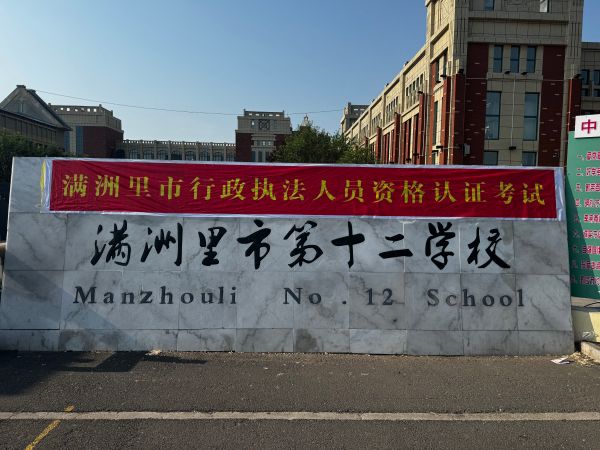 满洲里市行政执法人员资格认证考试
满洲里市第十二学校
Manzhouli No. 12 School
中